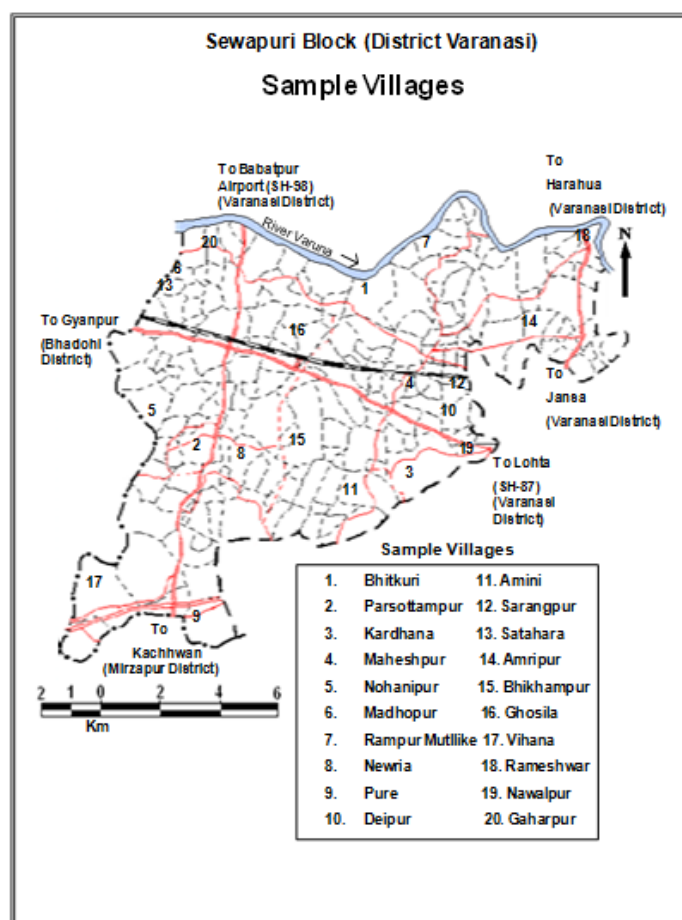 Sewapuri Block (District Varanasi)
Sample Villages
To Babatpur
Airport (SH-98)
(Varanasi District)
To
Harahua
(Varanasi District)
River Varuna
N
20
7
18
6
13
1
To Gyanpur
(Bhadohi
District)
16
14
4
12
To
Jansa
(Varanasi District)
5
10
2
8
15
19
11
3
To Lohta
(SH-87)
(Varanasi
District)
17
9
To
Kachhwan
(Mirzapur District)
2 1 0 2 4 6
Km
Sample Villages
1. Bhitkuri 11. Amini
2. Parsottampur 12. Sarangpur
3. Kardhana 13. Satahara
4. Maheshpur 14. Amripur
5. Nohanipur 15. Bhikhampur
6. Madhopur 16. Ghosila
7. Rampur Mutllike 17. Vihana
8. Newria 18. Rameshwar
9. Pure 19. Nawalpur
10. Deipur 20. Gaharpur